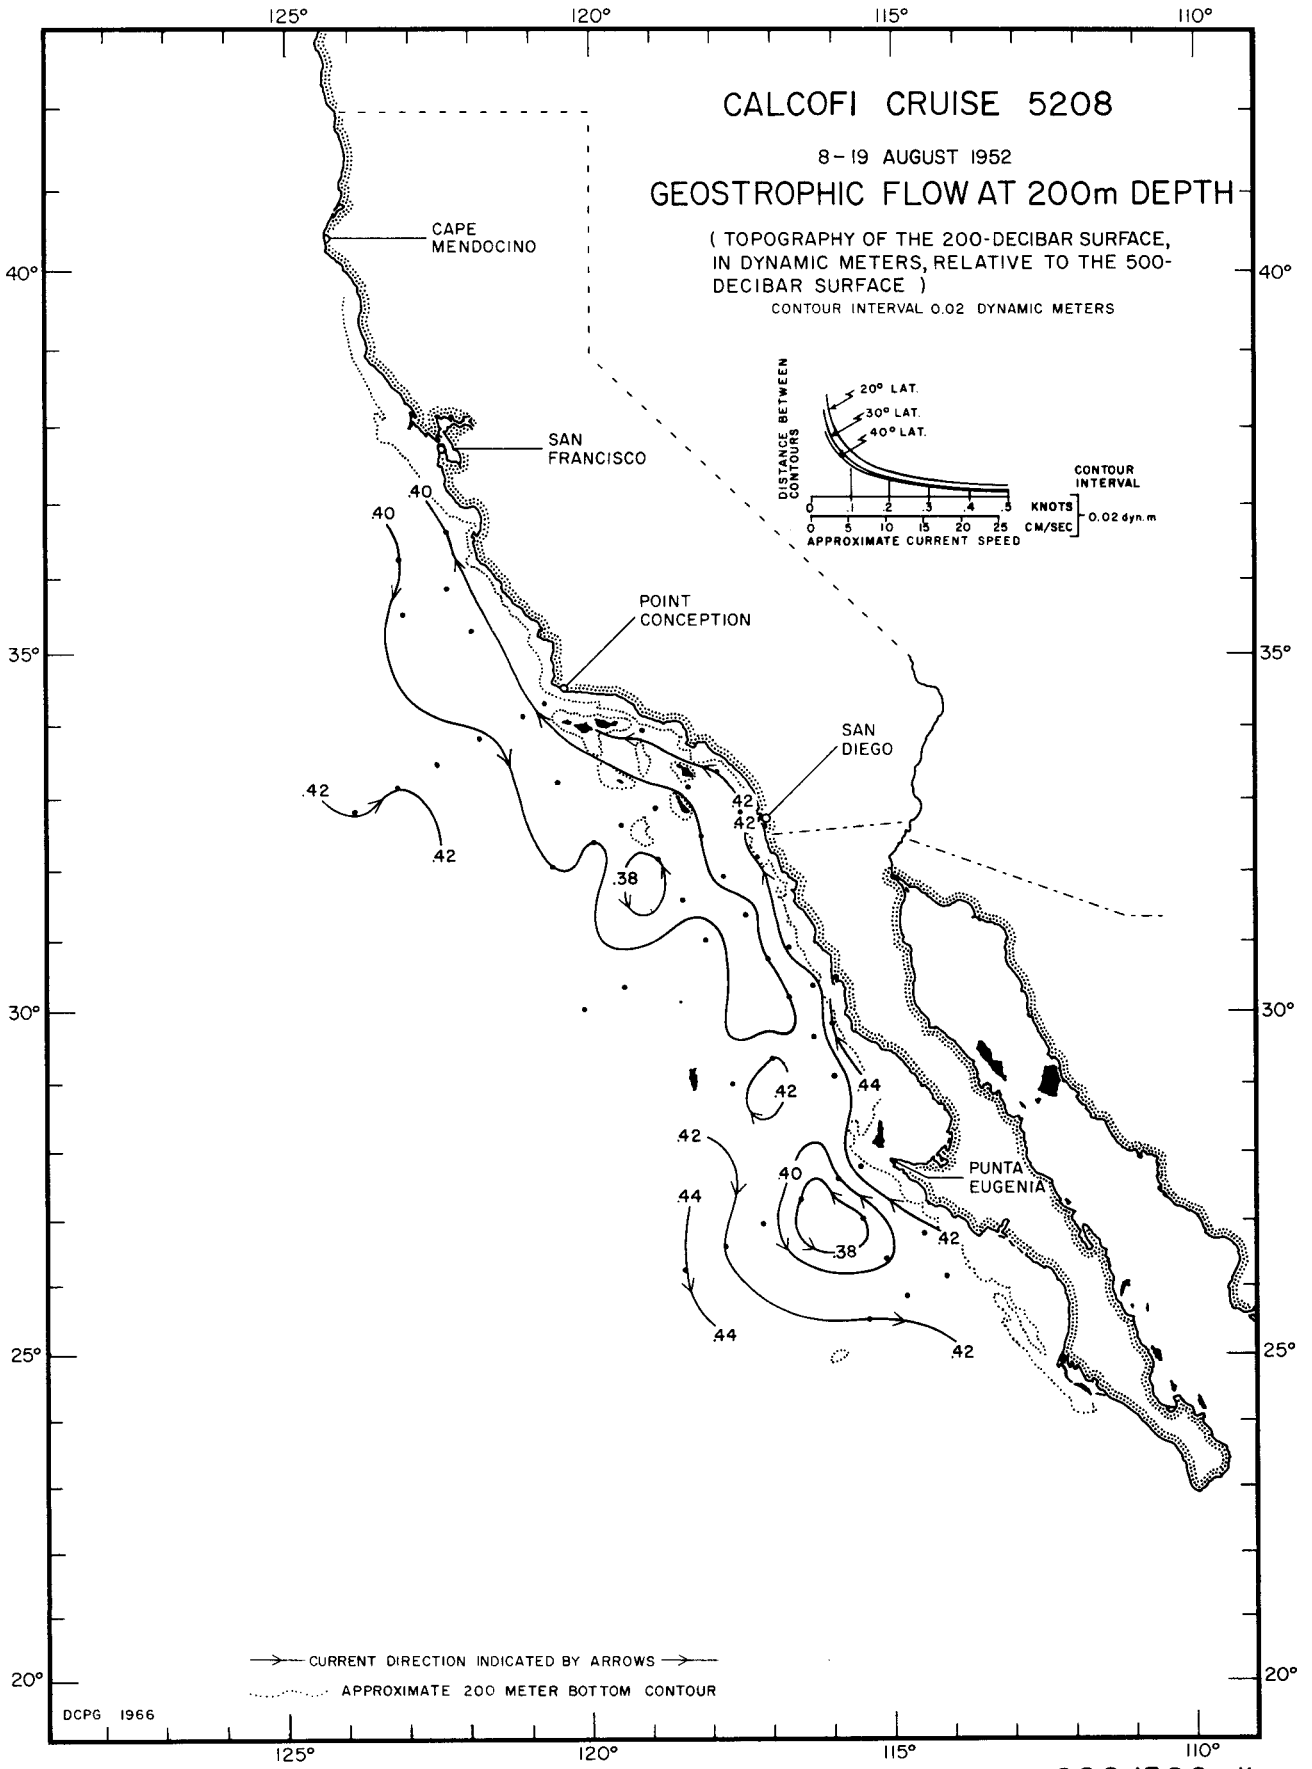 125° 120° 115° 110°
CALCOFI CRUISE 5208
8-19 AUGUST 1952
GEOSTROPHIC FLOW AT 200m DEPTH
( TOPOGRAPHY OF THE 200-DECIBAR SURFACE,
IN DYNAMIC METERS, RELATIVE TO THE 500-
DECIBAR SURFACE )
CONTOUR INTERVAL 0.02 DYNAMIC METERS
CAPE
MENDOCINO
40° 40°
DISTANCE BETWEEN
CONTOURS
20° LAT.
30° LAT.
40° LAT.
CONTOUR
INTERVAL
0 .1 .2 .3 .4 .5 KNOTS
0 5 10 15 20 25 CM/SEC
0.02 dyn.m
APPROXIMATE CURRENT SPEED
SAN
FRANCISCO
.40
.40
POINT
CONCEPTION
35° 35°
SAN
DIEGO
.42
.42
.42
.42
.38
30° 30°
.44
.42
.42
.40
PUNTA
EUGENIA
.44
.42
.38
.44
.42
25° 25°
CURRENT DIRECTION INDICATED BY ARROWS
APPROXIMATE 200 METER BOTTOM CONTOUR
20° 20°
DCPG 1966
125° 120° 115° 110°